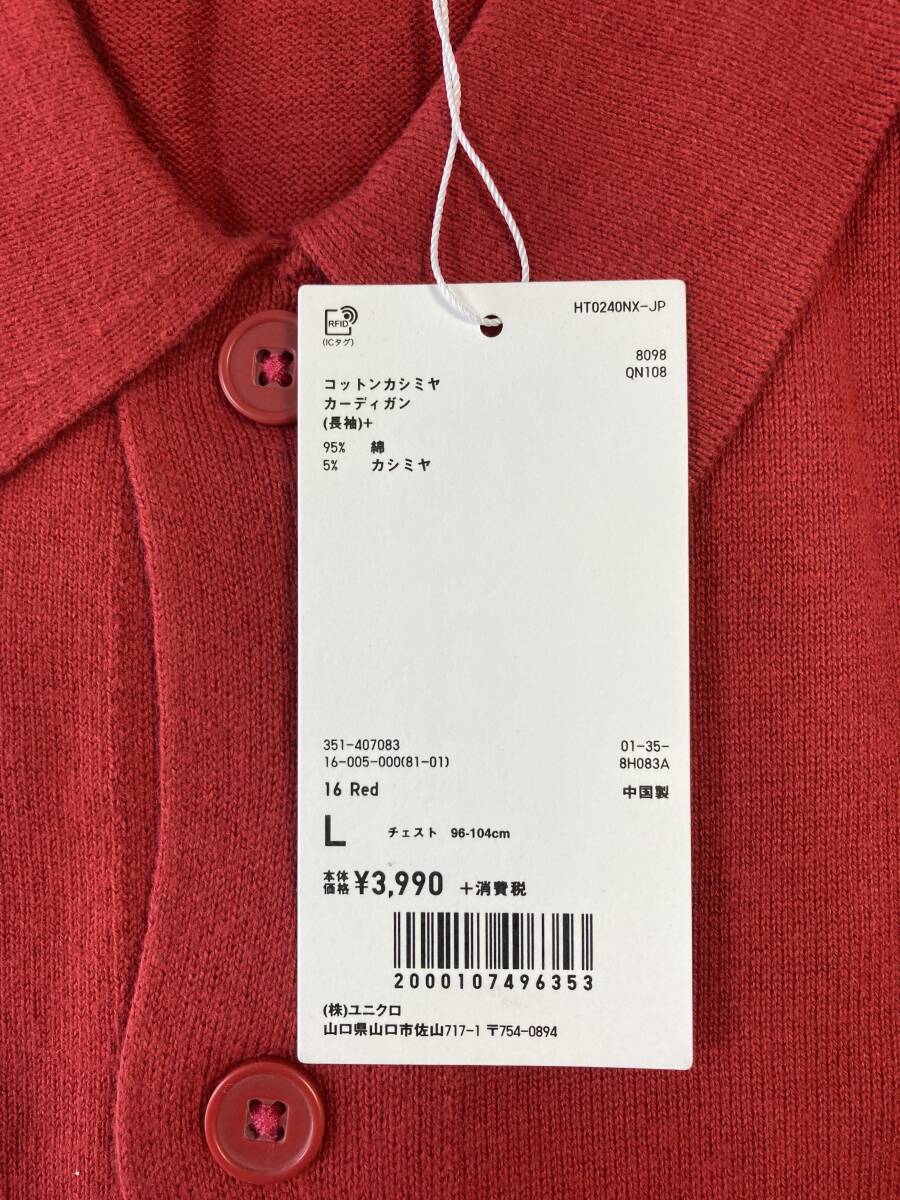 HT0240NX-JP
RFID
(ICタグ)
8098
QN108
コットンカシミヤ
カーディガン
(長袖)+
95% 綿
5% カシミヤ
351-407083 01-35-
16-005-000(81-01) 8H083A
16 Red 中国製
L チェスト 96-104cm
本体価格 ¥3,990 +消費税
2000107496353
(株)ユニクロ
山口県山口市佐山717-1 〒754-0894